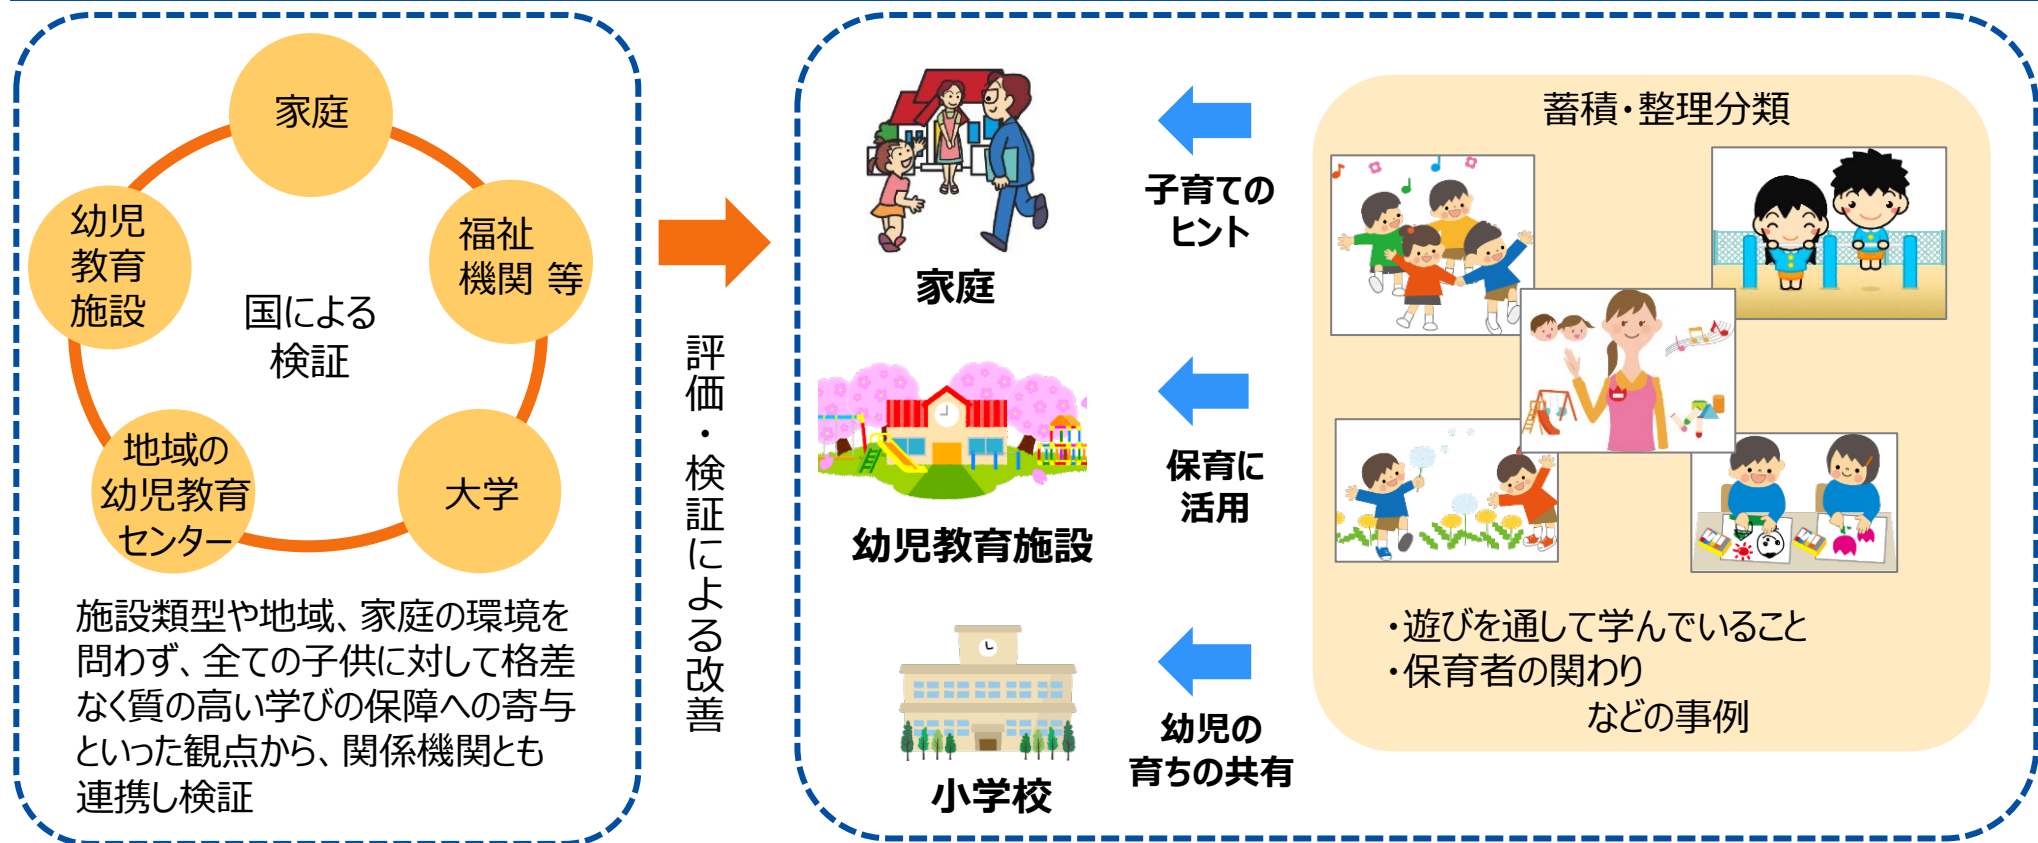 家庭
幼児
教育
施設
福祉
機関 等
国による
検証
地域の
幼児教育
センター
大学
施設類型や地域、家庭の環境を
問わず、全ての子供に対して格差
なく質の高い学びの保障への寄与
といった観点から、関係機関とも
連携し検証
評価・検証による改善
家庭
子育ての
ヒント
幼児教育施設
保育に
活用
小学校
幼児の
育ちの共有
蓄積・整理分類
・遊びを通して学んでいること
・保育者の関わり
などの事例